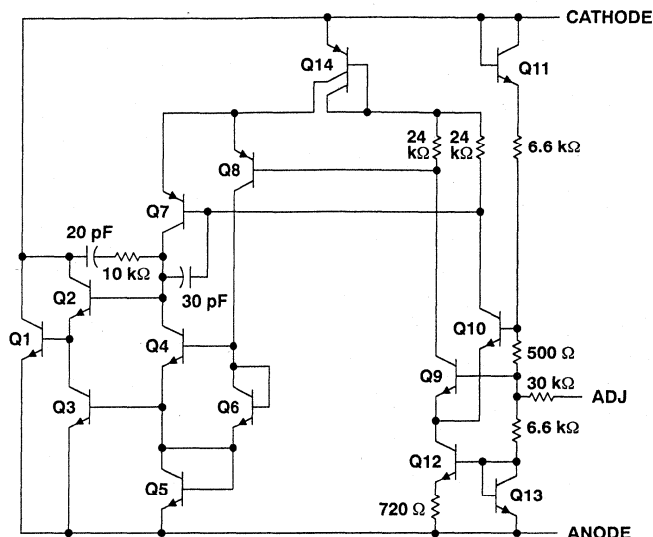 CATHODE
Q14
Q11
24
kΩ
24
kΩ
6.6 kΩ
Q8
Q7
20 pF
10 kΩ
30 pF
Q2
Q1
Q4
Q10
500 Ω
Q9
30 kΩ
ADJ
Q3
Q6
6.6 kΩ
Q12
Q5
Q13
720 Ω
ANODE